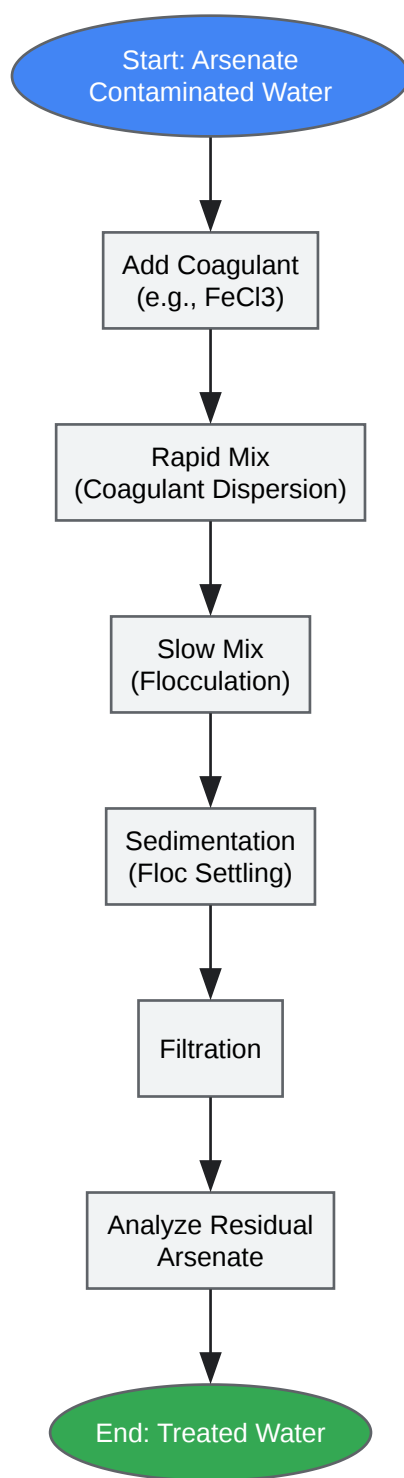 Start: Arsenate
Contaminated Water
Add Coagulant
(e.g., FeCl3)
Rapid Mix
(Coagulant Dispersion)
Slow Mix
(Flocculation)
Sedimentation
(Floc Settling)
Filtration
Analyze Residual
Arsenate
End: Treated Water